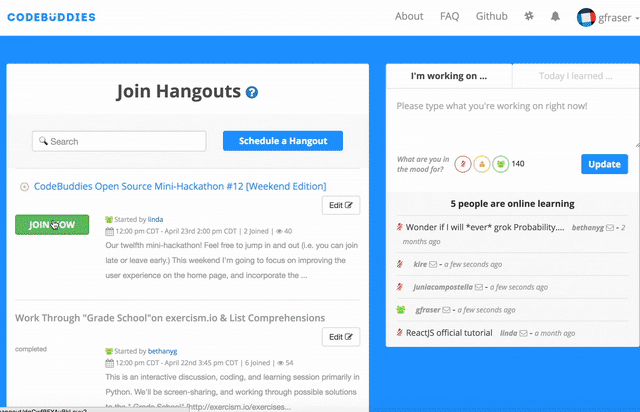 CODEBUDDIES
About FAQ Github gfraser
Join Hangouts ?
Search
Schedule a Hangout
CodeBuddies Open Source Mini-Hackathon #12 [Weekend Edition]
Edit
JOIN NOW
Started by linda
12:00 pm CDT - April 23rd 2:00 pm CDT | 2 Joined | 40
Our twelfth mini-hackathon! Feel free to jump in and out (i.e. you can join
late or leave early.) This weekend I'm going to focus on improving the
user experience on the home page, and incorporate the ...
Work Through "Grade School"on exercism.io & List Comprehensions
Edit
completed
Started by bethanyg
12:00 pm CDT - April 22nd 3:45 pm CDT | 6 Joined | 54
This is an interactive discussion, coding, and learning session primarily in
Python. We'll be screen-sharing, and working through possible solutions
to the " Grade School" [http://exercism.io/exercises...
I'm working on ...
Today I learned ...
Please type what you're working on right now!
What are you in
the mood for?
140
Update
5 people are online learning
Wonder if I will *ever* grok Probability.... bethanyg - 2
months ago
kire - a few seconds ago
juniacompostella - a few seconds ago
gfraser - a few seconds ago
ReactJS official tutorial linda - a month ago